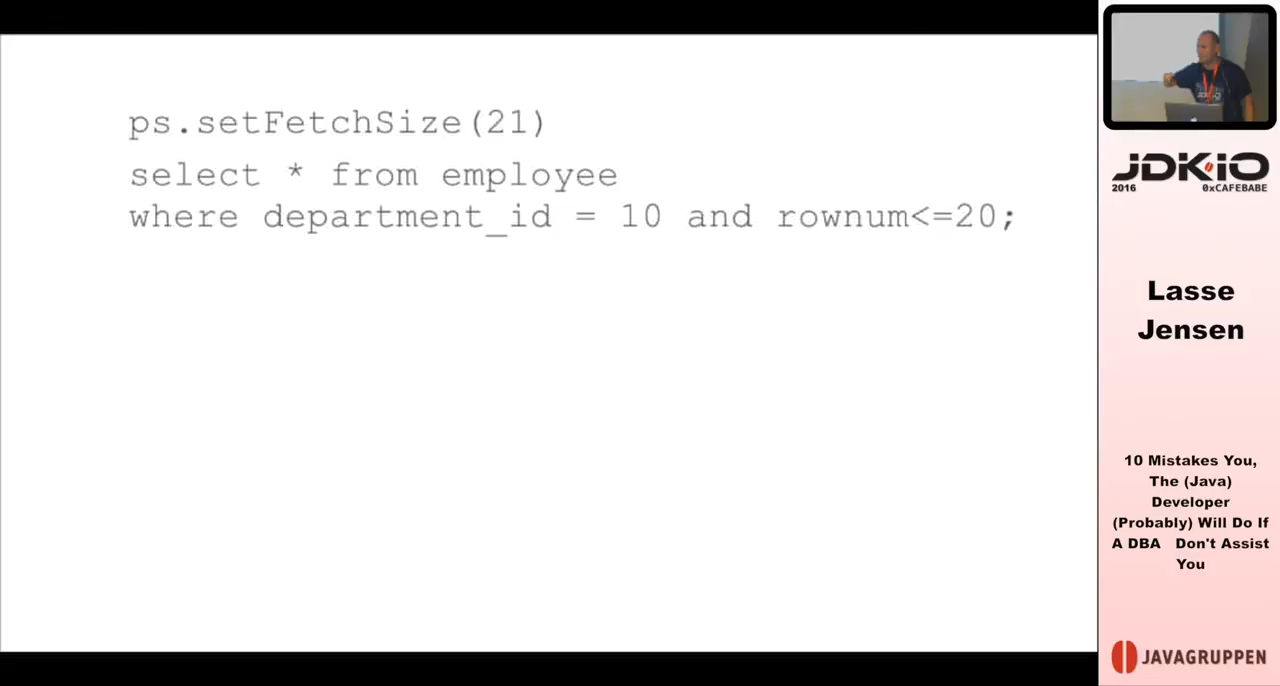 ps.setFetchSize(21)
select * from employee
where department_id = 10 and rownum<=20;
JDK.iO
2016 0xCAFEBABE
Lasse
Jensen
10 Mistakes You,
The (Java)
Developer
(Probably) Will Do If
A DBA Don't Assist
You
JAVAGRUPPEN